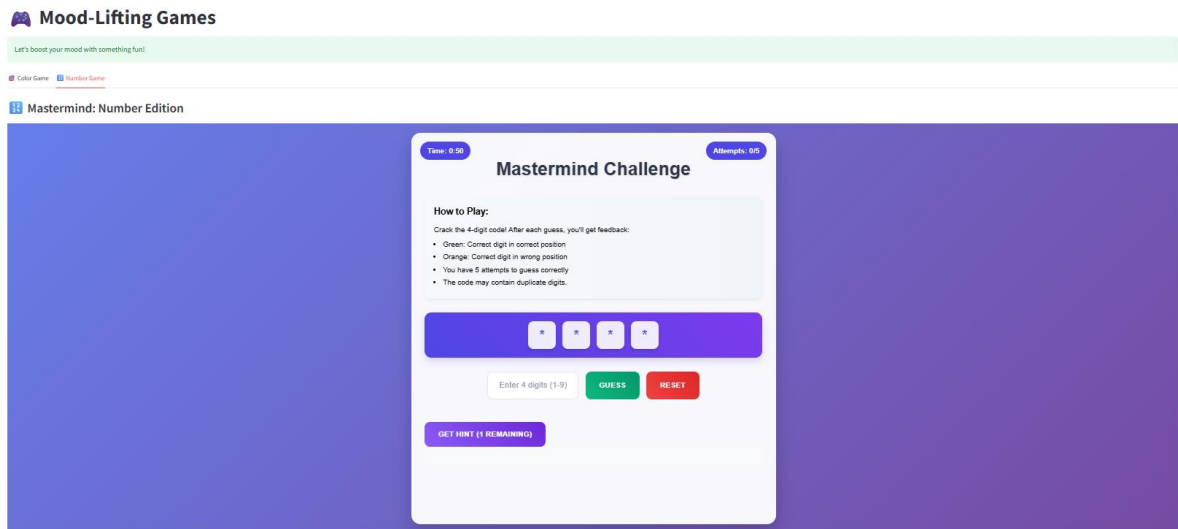 Mood-Lifting Games
Let's boost your mood with something fun!
Color Game Number Game
Mastermind: Number Edition
Time: 0:50 Attempts: 0/5
Mastermind Challenge
How to Play:
Crack the 4-digit code! After each guess, you'll get feedback:
• Green: Correct digit in correct position
• Orange: Correct digit in wrong position
• You have 5 attempts to guess correctly
• The code may contain duplicate digits.
* * * *
Enter 4 digits (1-9) GUESS RESET
GET HINT (1 REMAINING)